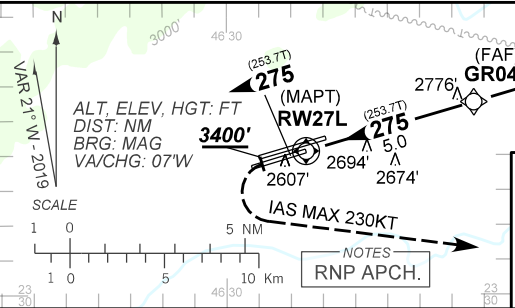 3000'
46|30
(FAF
GR04
2776'
(253.7T)
275
(MAPT)
RW27L
(253.7T)
275
5.0
VAR 21° W - 2019
ALT, ELEV, HGT: FT
DIST: NM
BRG: MAG
VA/CHG: 07'W
3400'
2607'
2694'
2674'
N
SCALE
1 0 5 NM
1 0 5 10 Km
IAS MAX 230KT
NOTES
RNP APCH.
23
30
46|30
23
30